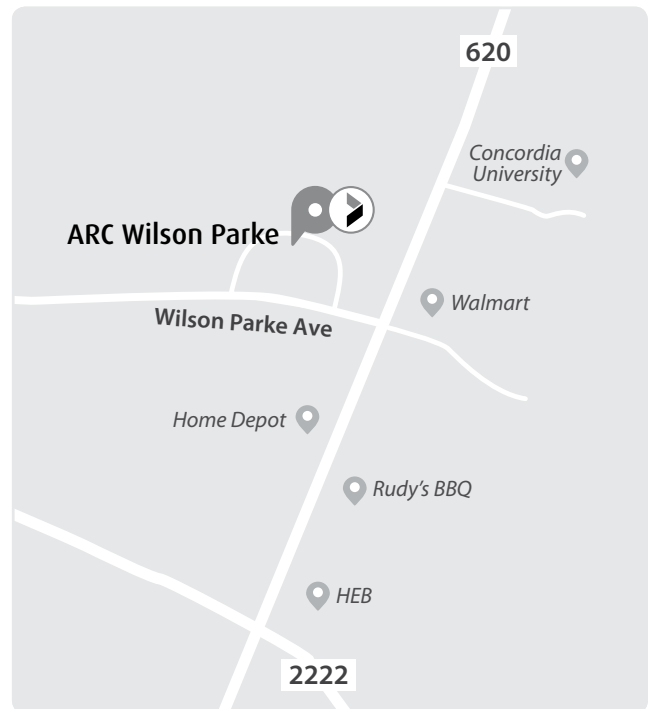 620
Concordia
University
ARC Wilson Parke
Walmart
Wilson Parke Ave
Home Depot
Rudy's BBQ
HEB
2222